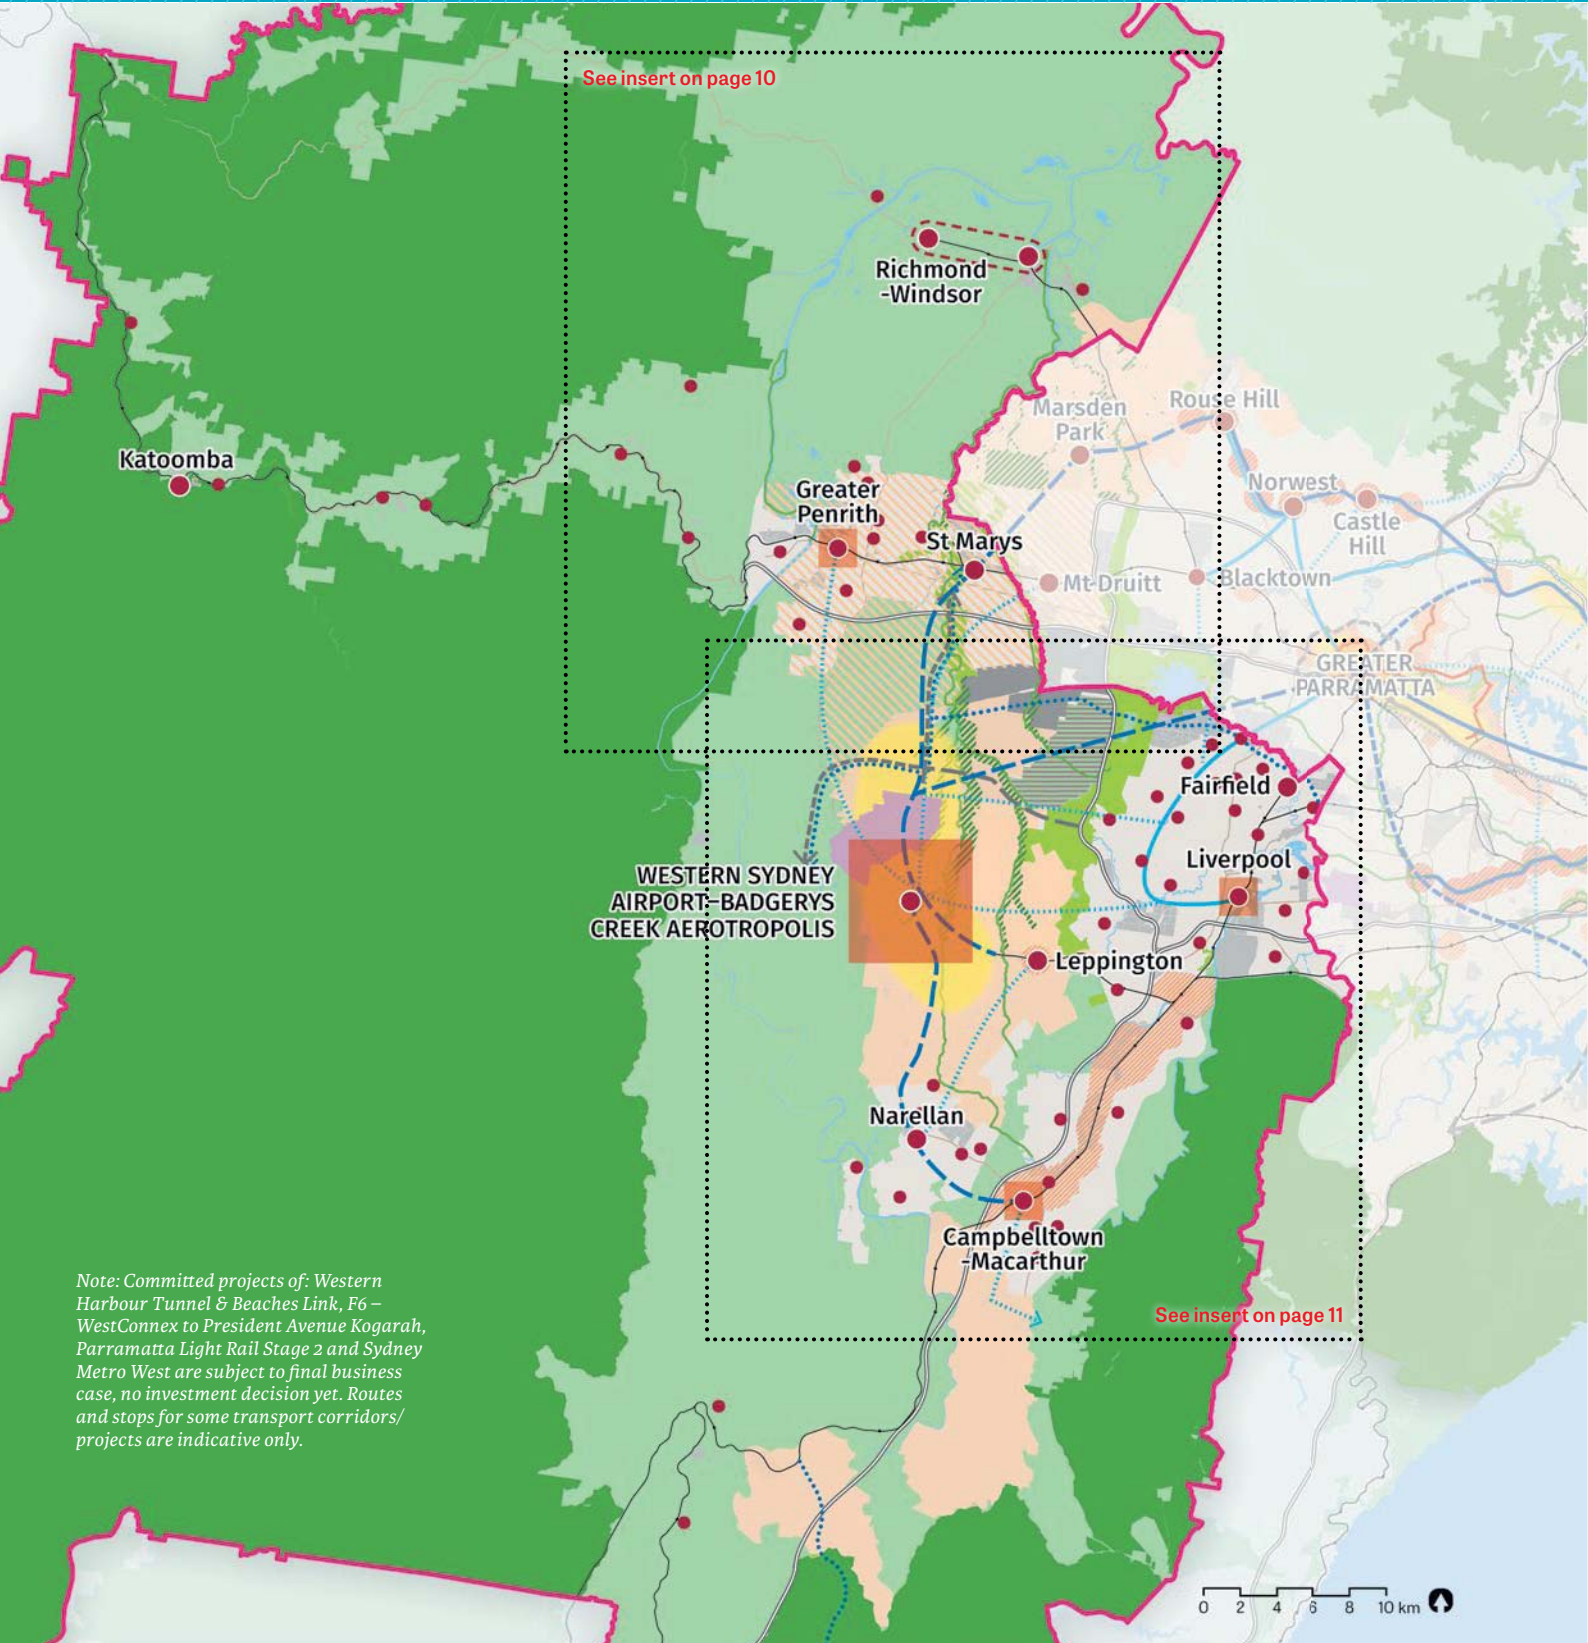 See insert on page 10
Richmond
-Windsor
Marsden
Park
Rouse Hill
Katoomba
Greater
Penrith
Norwest
Castle
Hill
St Marys
Mt Druitt
Blacktown
GREATER
PARRAMATTA
Fairfield
Liverpool
WESTERN SYDNEY
AIRPORT–BADGERYS
CREEK AEROTROPOLIS
Leppington
Narellan
Campbelltown
-Macarthur
See insert on page 11
Note: Committed projects of: Western
Harbour Tunnel & Beaches Link, F6 –
WestConnex to President Avenue Kogarah,
Parramatta Light Rail Stage 2 and Sydney
Metro West are subject to final business
case, no investment decision yet. Routes
and stops for some transport corridors/
projects are indicative only.
0 2 4 6 8 10 km